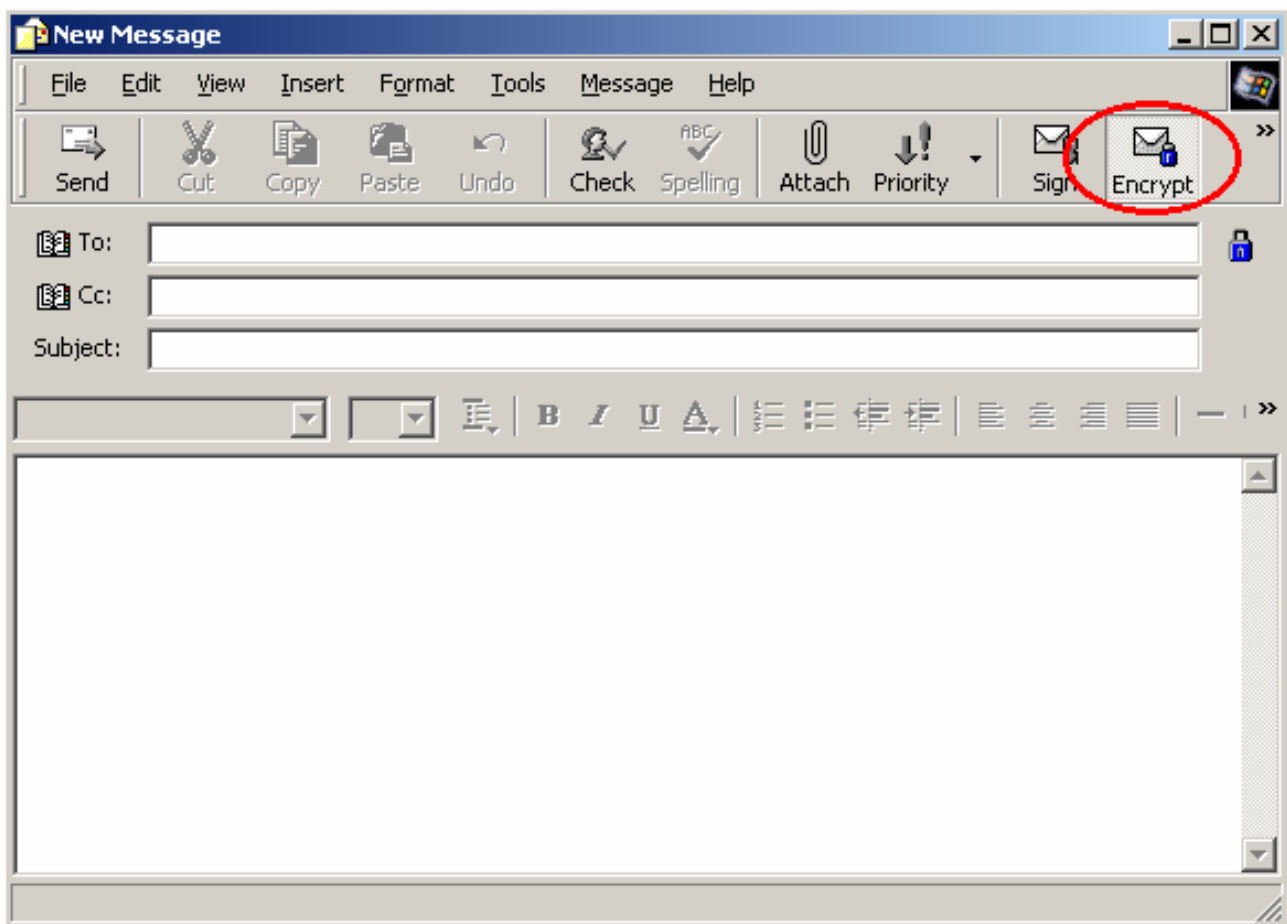 New Message
File Edit View Insert Format Tools Message Help
ABC
Send Cut Copy Paste Undo Check Spelling Attach Priority Sign Encrypt »
To:
Cc:
Subject:
B I U A »